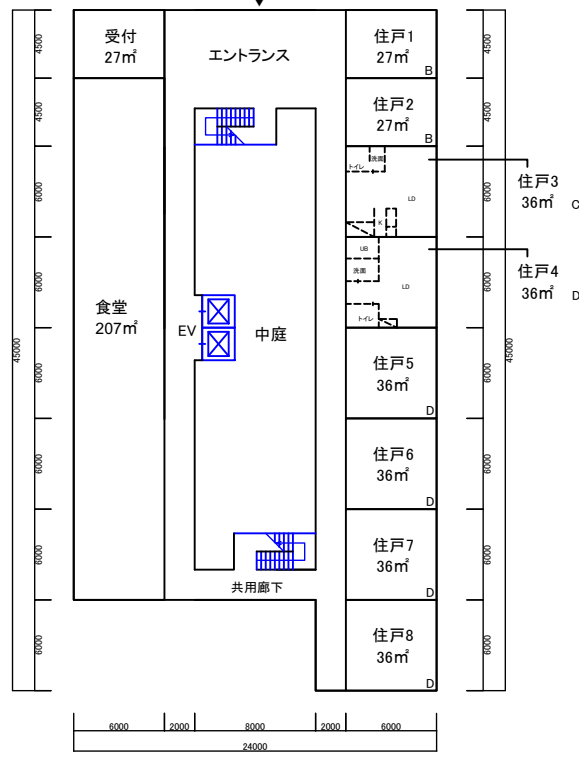 受付
27㎡
エントランス
住戸1
27㎡
B
住戸2
27㎡
B
トイレ
洗面
LD
K
住戸3
36㎡ C
UB
洗面
LD
トイレ
住戸4
36㎡ D
食堂
207㎡
EV
中庭
住戸5
36㎡
D
住戸6
36㎡
D
住戸7
36㎡
D
共用廊下
住戸8
36㎡
D
4500
4500
6000
6000
6000
6000
6000
6000
45000
4500
4500
6000
6000
6000
6000
6000
6000
45000
6000
2000
8000
2000
6000
24000